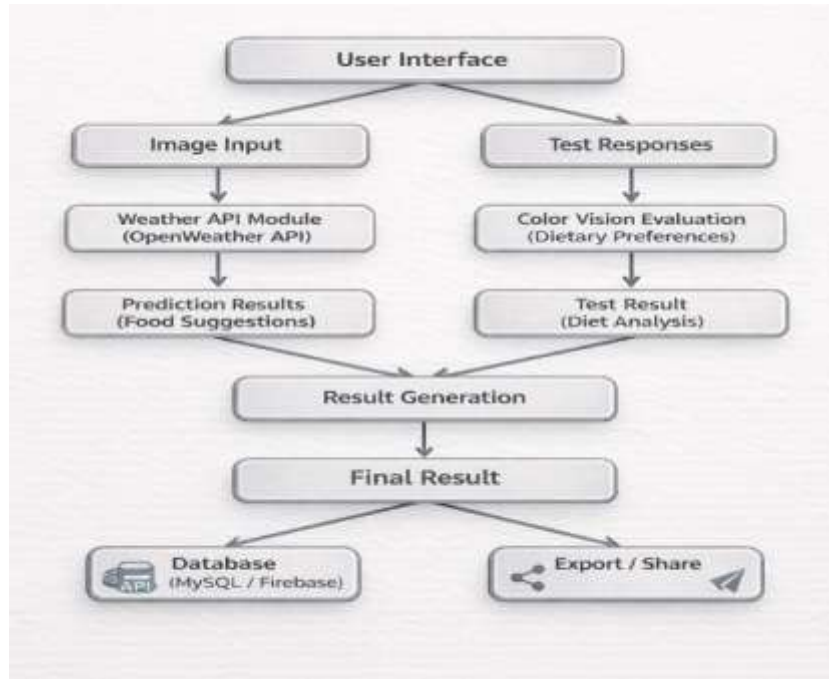 User Interface
Image Input
Test Responses
Weather API Module
(OpenWeather API)
Color Vision Evaluation
(Dietary Preferences)
Prediction Results
(Food Suggestions)
Test Result
(Diet Analysis)
Result Generation
Final Result
API
Database
(MySQL / Firebase)
Export / Share